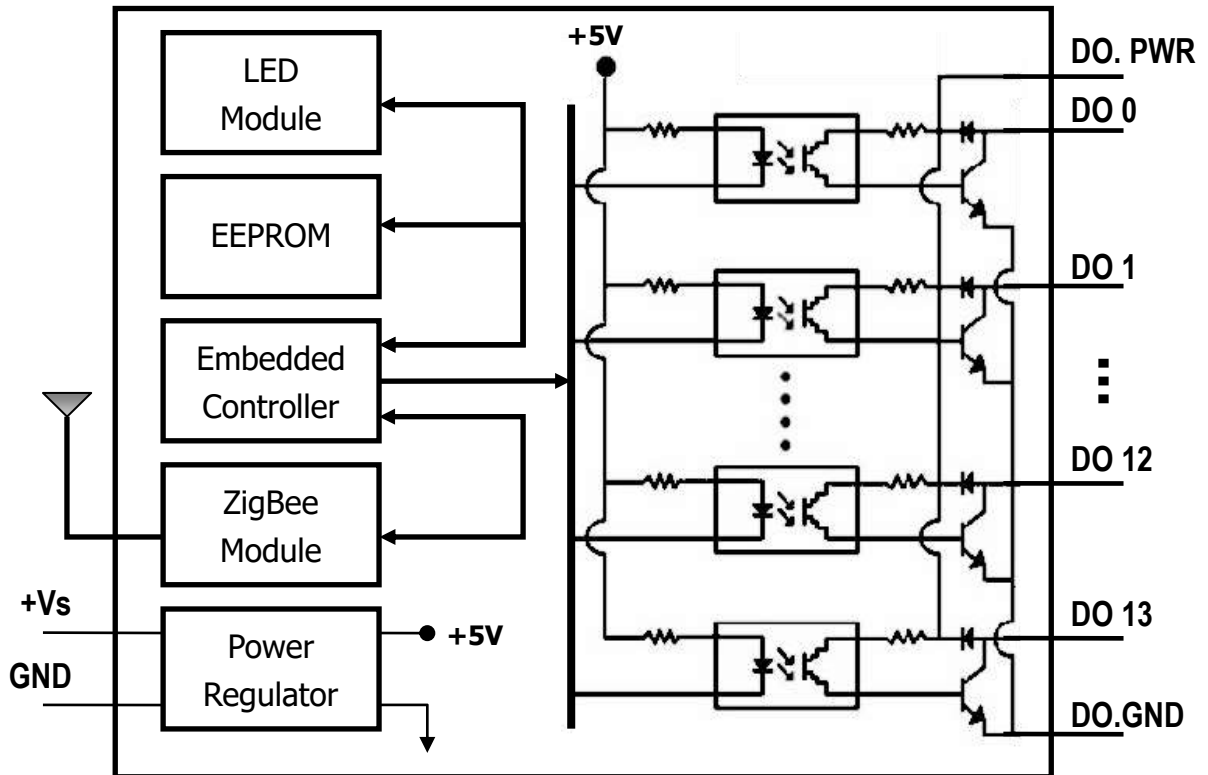 LED
Module
EEPROM
Embedded
Controller
ZigBee
Module
+Vs
GND
Power
Regulator
+5V
+5V
DO. PWR
DO 0
DO 1
DO 12
DO 13
DO.GND